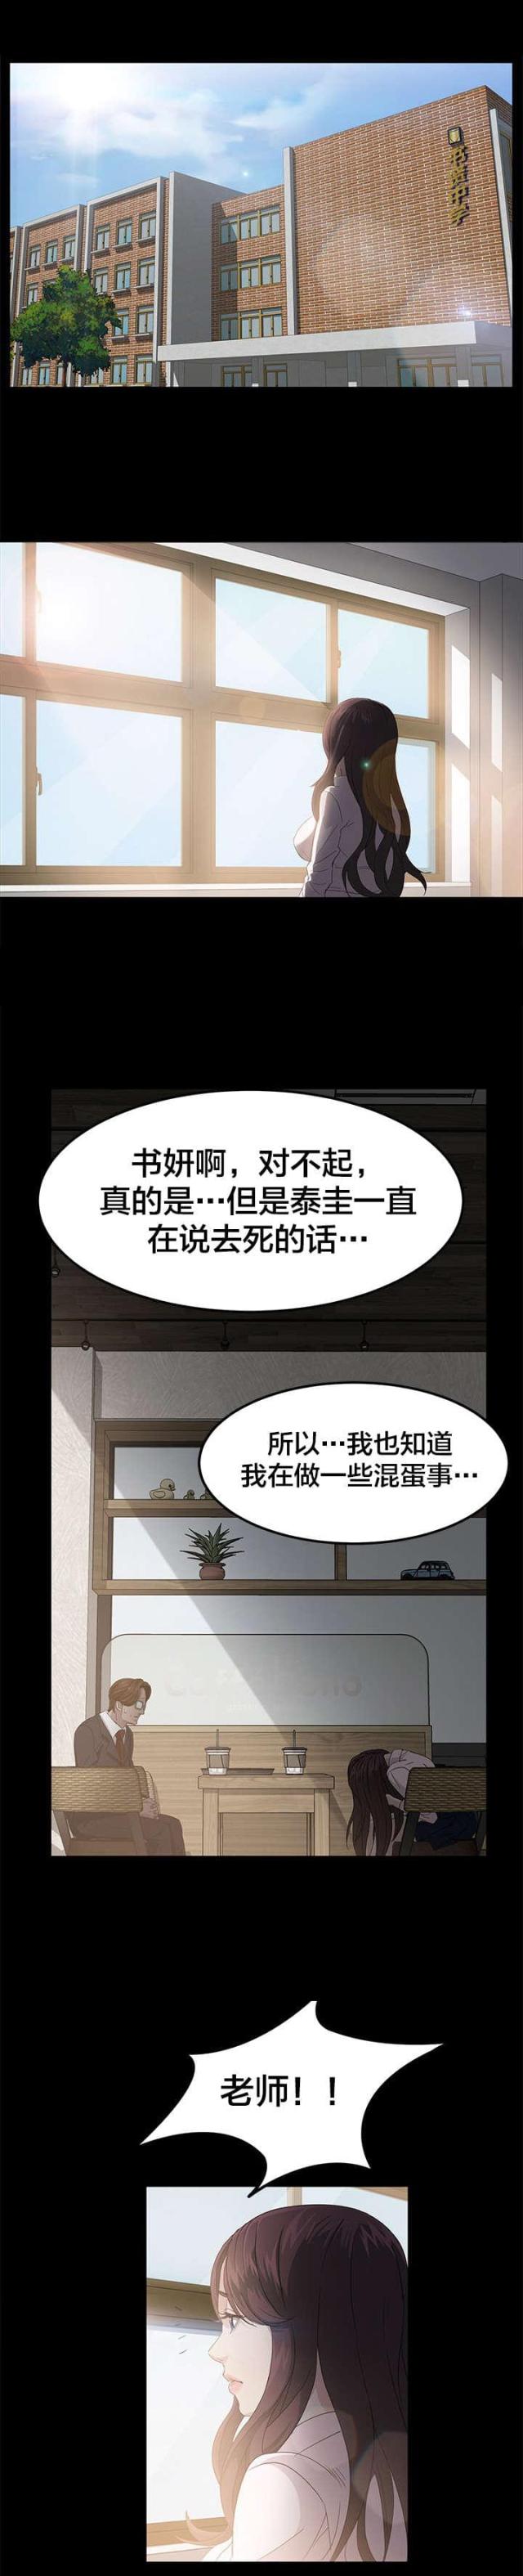 书妍啊，对不起，
真的是…但是泰圭一直
在说去死的话…
所以…我也知道
我在做一些混蛋事…
老师！！